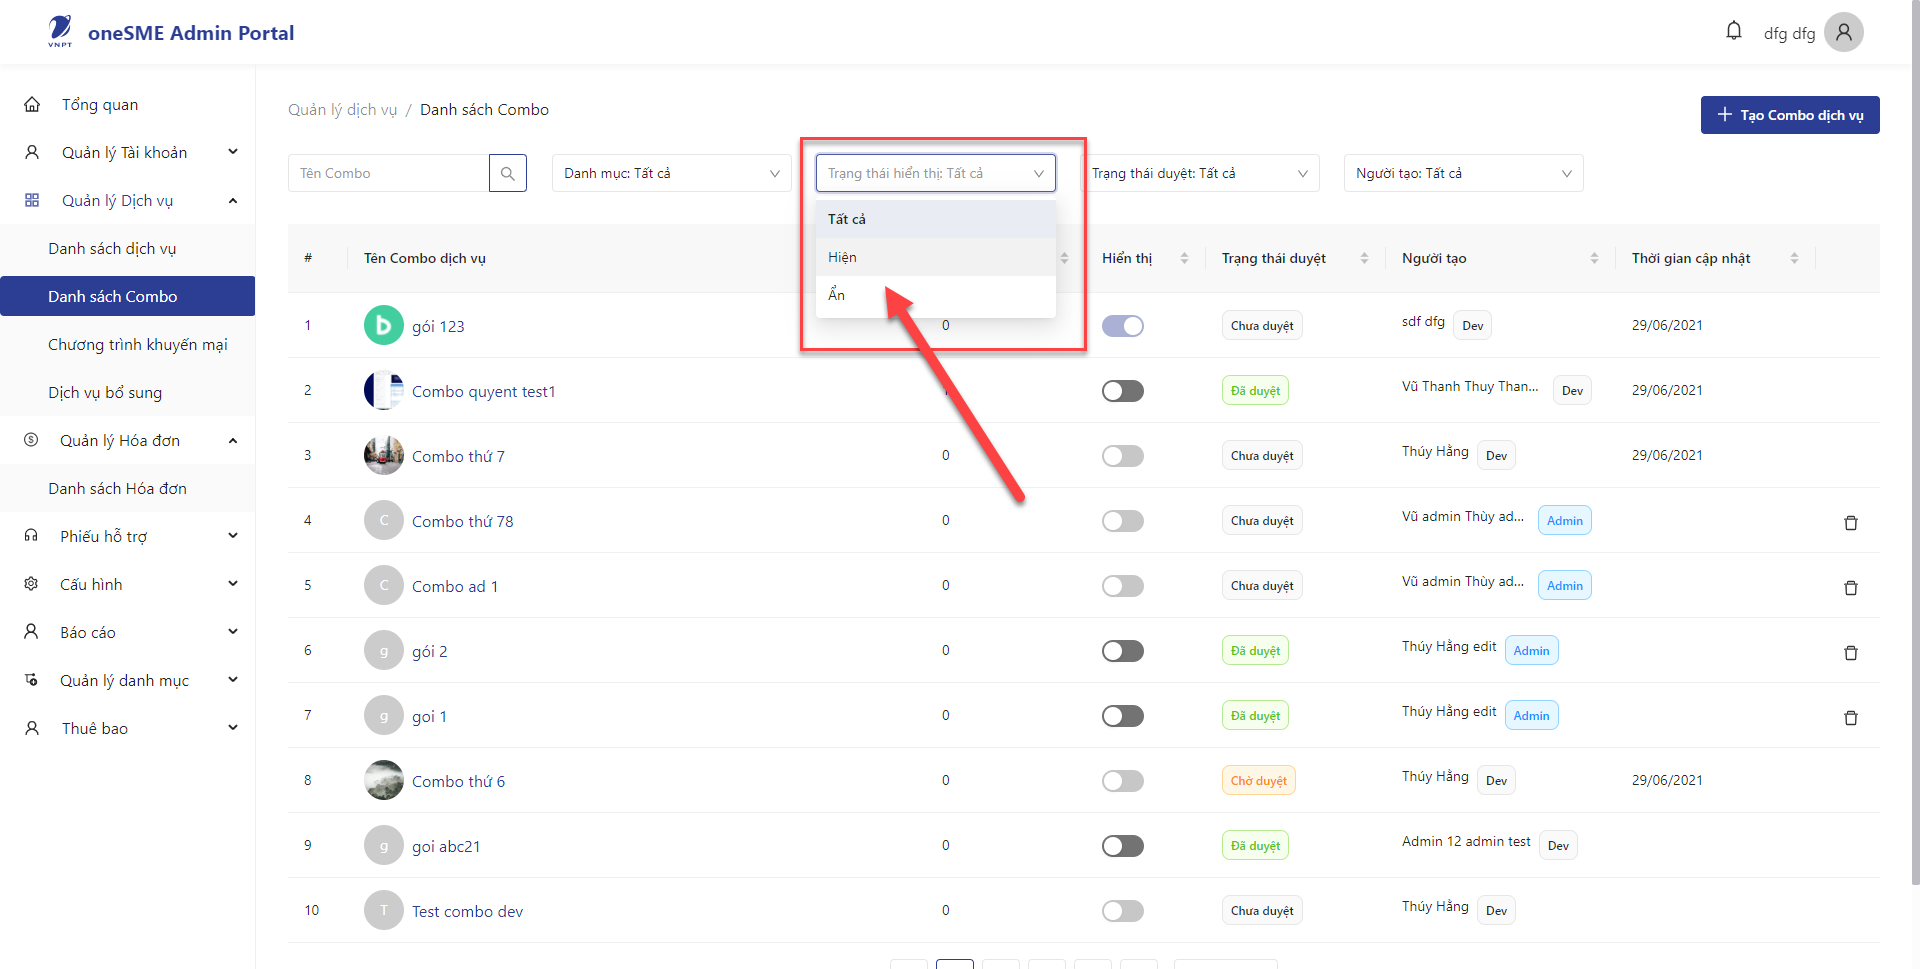 VNPT
oneSME Admin Portal
dfg dfg
Tổng quan
Quản lý Tài khoản
Quản lý Dịch vụ
Danh sách dịch vụ
Danh sách Combo
Chương trình khuyến mại
Dịch vụ bổ sung
Quản lý Hóa đơn
Danh sách Hóa đơn
Phiếu hỗ trợ
Cấu hình
Báo cáo
Quản lý danh mục
Thuê bao
Quản lý dịch vụ / Danh sách Combo
Tạo Combo dịch vụ
Tên Combo
Danh mục: Tất cả
Trạng thái hiển thị: Tất cả
Trạng thái duyệt: Tất cả
Người tạo: Tất cả
Tất cả
Hiện
Ẩn
# Tên Combo dịch vụ Hiển thị Trạng thái duyệt Người tạo Thời gian cập nhật
1 b gói 123 0 Chưa duyệt sdf dfg Dev 29/06/2021
2 Combo quyent test1 Đã duyệt Vũ Thanh Thuy Than... Dev 29/06/2021
3 Combo thứ 7 0 Chưa duyệt Thúy Hằng Dev 29/06/2021
4 C Combo thứ 78 0 Chưa duyệt Vũ admin Thùy ad... Admin
5 C Combo ad 1 0 Chưa duyệt Vũ admin Thùy ad... Admin
6 g gói 2 0 Đã duyệt Thúy Hằng edit Admin
7 g goi 1 0 Đã duyệt Thúy Hằng edit Admin
8 Combo thứ 6 0 Chờ duyệt Thúy Hằng Dev 29/06/2021
9 g goi abc21 0 Đã duyệt Admin 12 admin test Dev
10 T Test combo dev 0 Chưa duyệt Thúy Hằng Dev